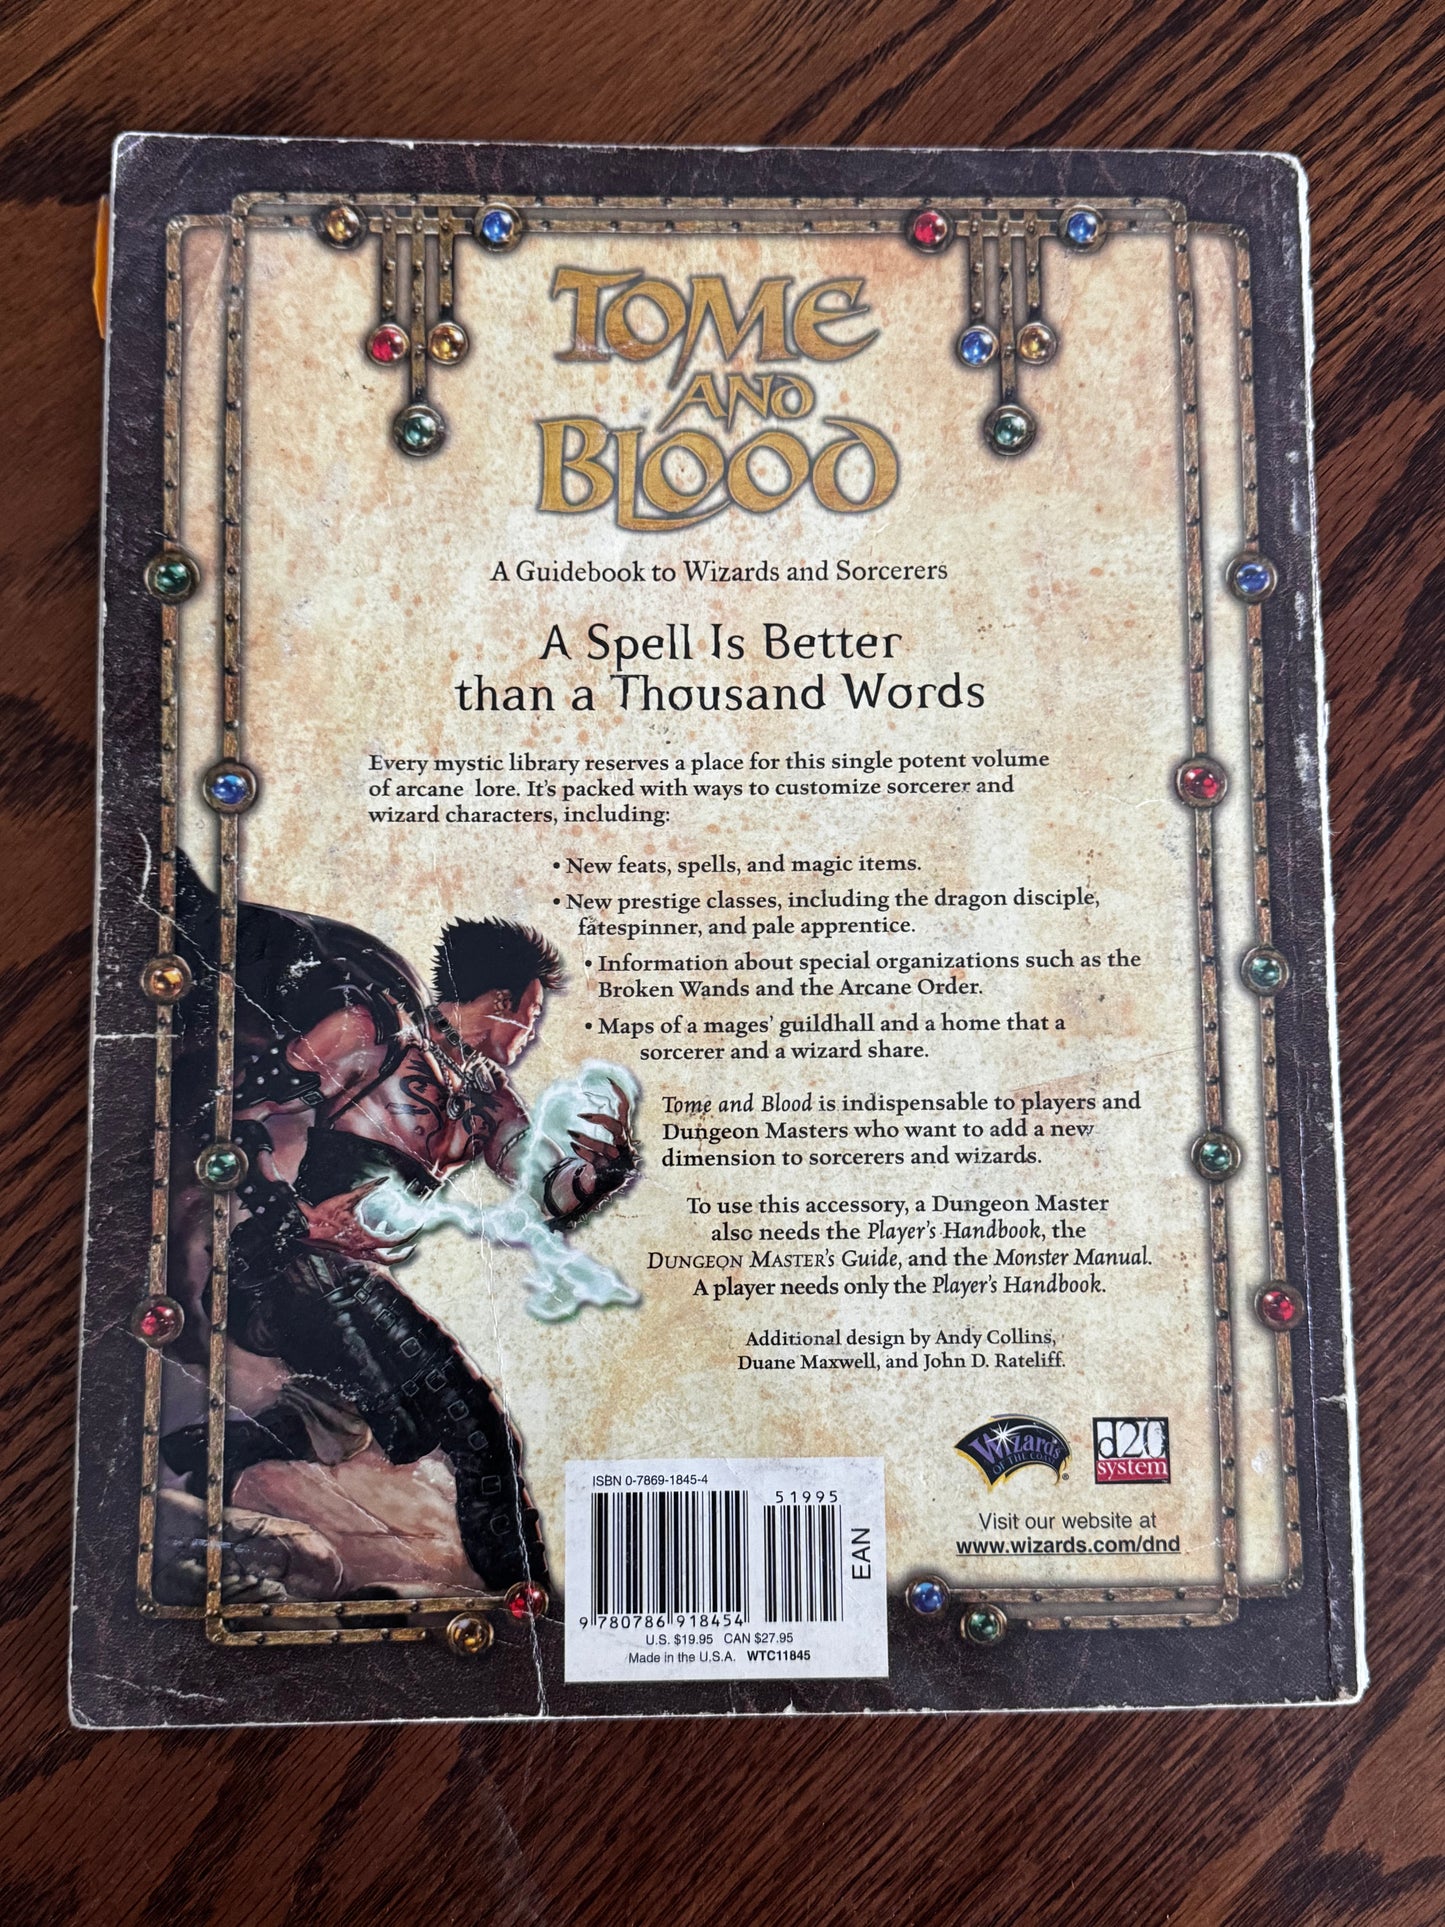 TOME
AND
BLOOD
A Guidebook to Wizards and Sorcerers
A Spell Is Better
than a Thousand Words
Every mystic library reserves a place for this single potent volume
of arcane lore. It's packed with ways to customize sorcerer and
wizard characters, including:
• New feats, spells, and magic items.
• New prestige classes, including the dragon disciple,
fatespinner, and pale apprentice.
• Information about special organizations such as the
Broken Wands and the Arcane Order.
• Maps of a mages' guildhall and a home that a
sorcerer and a wizard share.
Tome and Blood is indispensable to players and
Dungeon Masters who want to add a new
dimension to sorcerers and wizards.
To use this accessory, a Dungeon Master
also needs the Player's Handbook, the
DUNGEON MASTER'S Guide, and the Monster Manual.
A player needs only the Player's Handbook.
Additional design by Andy Collins,
Duane Maxwell, and John D. Rateliff.
Wizards
OF THE COAST
®
d20
system
Visit our website at
www.wizards.com/dnd
ISBN 0-7869-1845-4
51995
EAN
9 780786 918454
U.S. $19.95 CAN $27.95
Made in the U.S.A. WTC11845